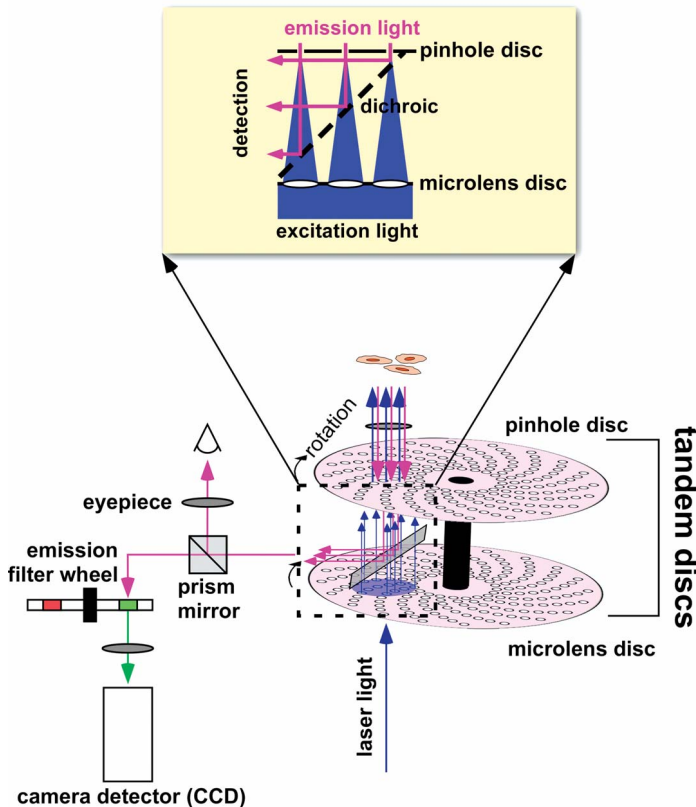 emission light
pinhole disc
detection
dichroic
microlens disc
excitation light
rotation
pinhole disc
tandem discs
eyepiece
emission
filter wheel
prism
mirror
microlens disc
laser light
camera detector (CCD)